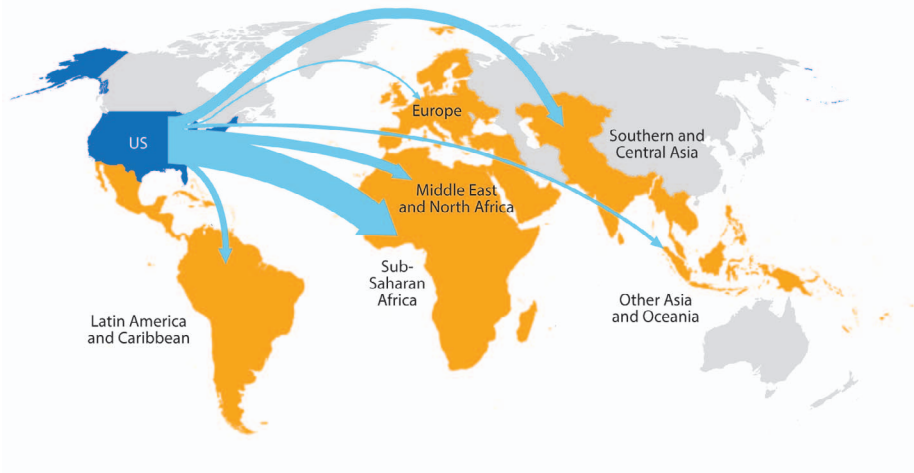 US
Europe
Southern and
Central Asia
Middle East
and North Africa
Sub-
Saharan
Africa
Other Asia
and Oceania
Latin America
and Caribbean